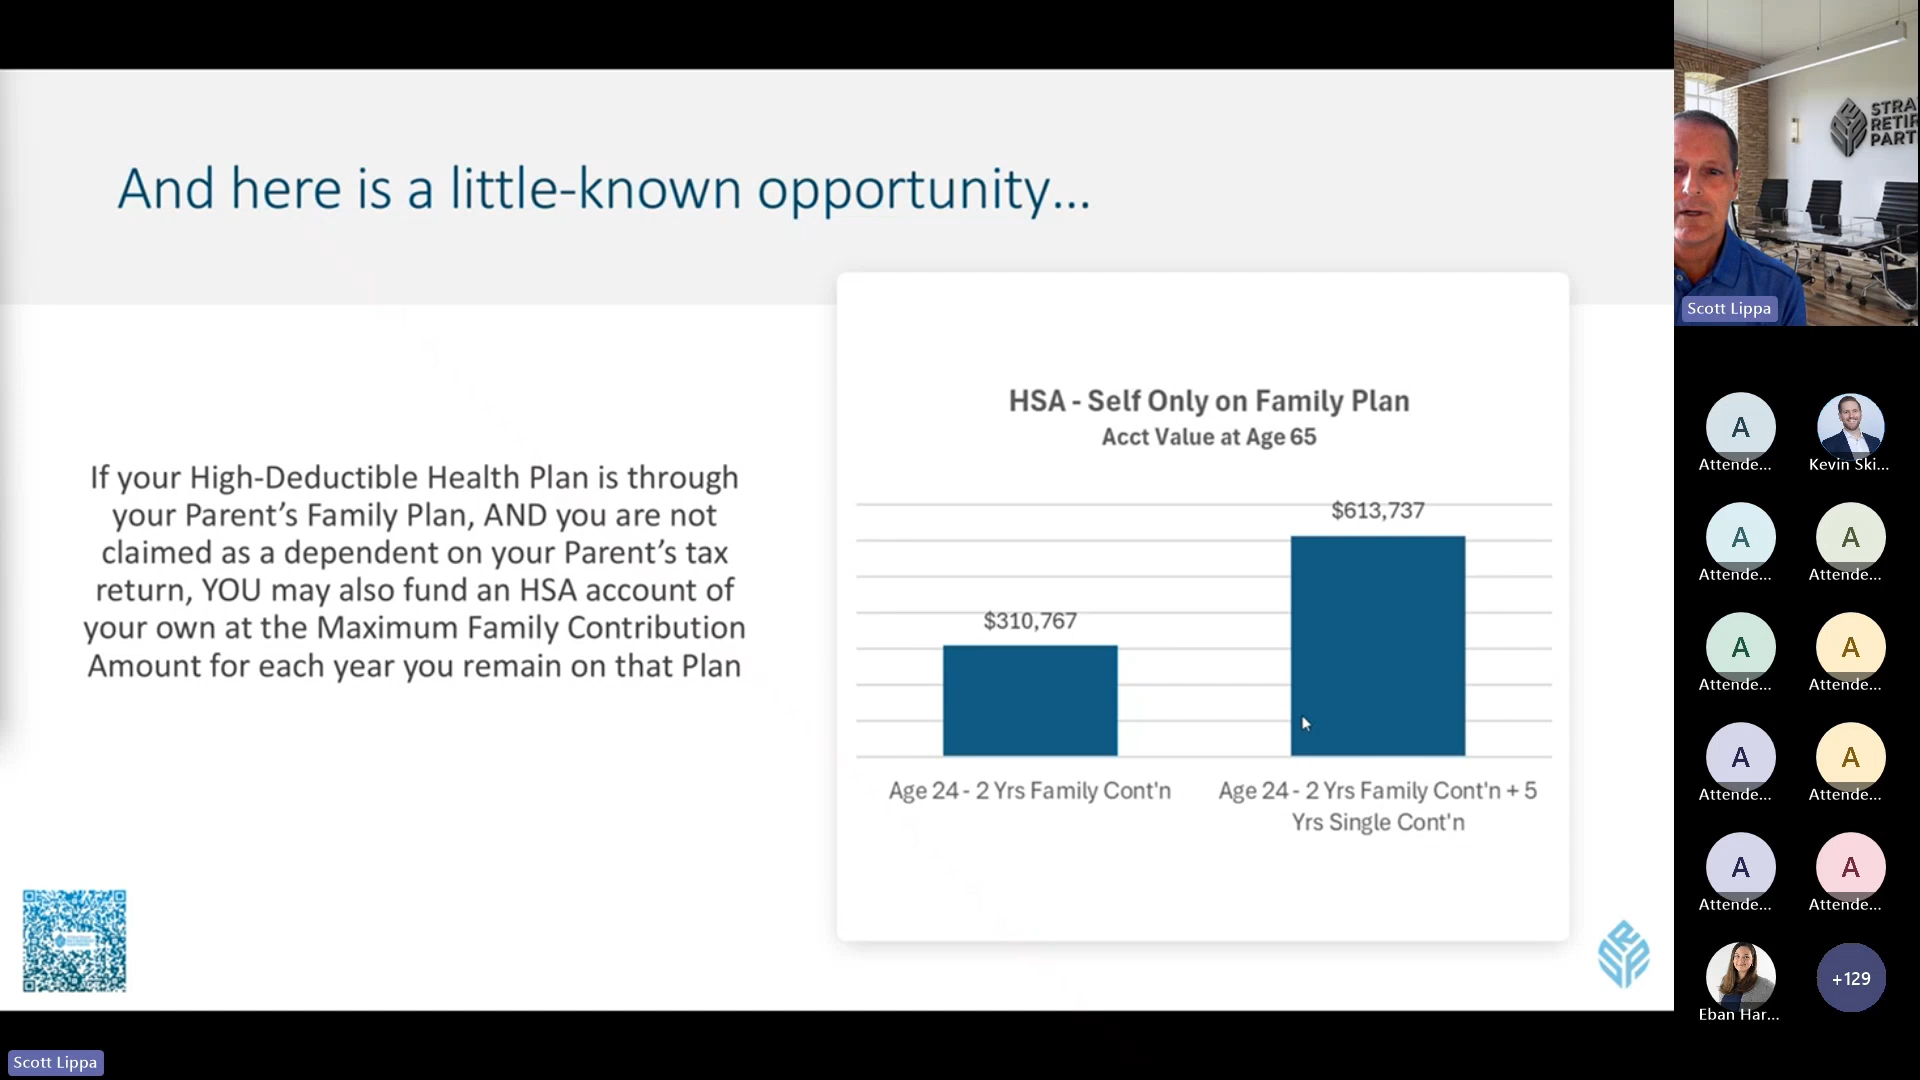 And here is a little-known opportunity...
If your High-Deductible Health Plan is through
your Parent's Family Plan, AND you are not
claimed as a dependent on your Parent's tax
return, YOU may also fund an HSA account of
your own at the Maximum Family Contribution
Amount for each year you remain on that Plan
HSA - Self Only on Family Plan
Acct Value at Age 65
$310,767
$613,737
Age 24 - 2 Yrs Family Cont'n
Age 24 - 2 Yrs Family Cont'n + 5
Yrs Single Cont'n
Scott Lippa
STRA
RETIR
PART
Scott Lippa
A
Attende...
Kevin Ski...
A
Attende...
A
Attende...
A
Attende...
A
Attende...
A
Attende...
A
Attende...
A
Attende...
A
Attende...
Eban Har...
+129